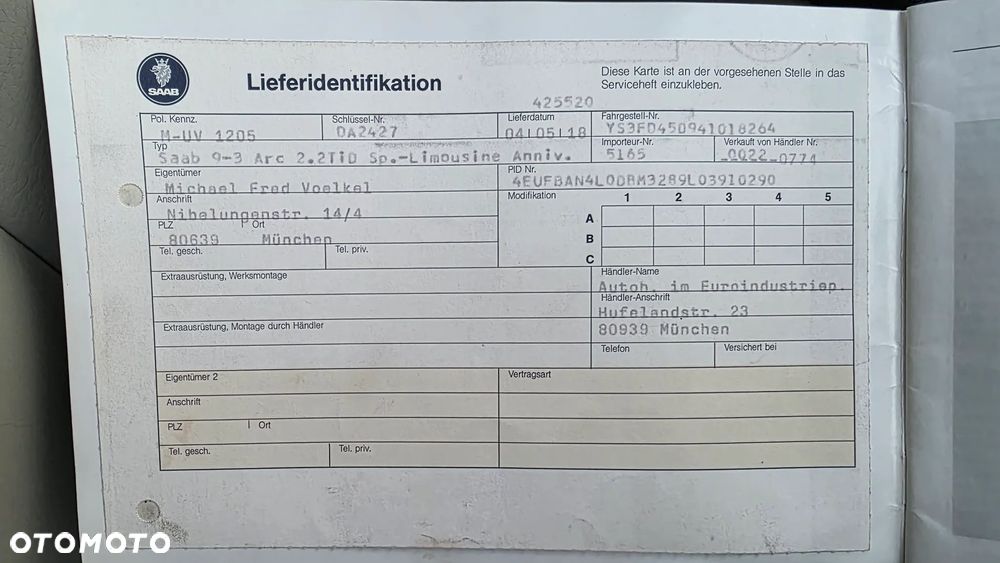 SAAB
Lieferidentifikation
Diese Karte ist an der vorgesehenen Stelle in das
Serviceheft einzukleben.
425520
Pol. Kennz. Schlüssel-Nr. Lieferdatum Fahrgestell-Nr.
M-UV 1205 DA2427 04|05|18 YS3FD45D941018264
Typ Importeur-Nr. Verkauft von Händler Nr.
Saab 9-3 Arc 2.2TiD Sp.-Limousine Anniv. 5165 0022 0774
Eigentümer PID Nr.
Michael Fred Voelkel 4EUFBAN4LODRM3289L03910290
Anschrift Modifikation 1 2 3 4 5
Nibelungenstr. 14/4 A
PLZ Ort B
80639 München C
Tel. gesch. Tel. priv.
Extraausrüstung, Werksmontage Händler-Name
Autoh. im Euroindustriep.
Händler-Anschrift
Hufelandstr. 23
Extraausrüstung, Montage durch Händler 80939 München
Telefon Versichert bei
Eigentümer 2 Vertragsart
Anschrift
PLZ Ort
Tel. gesch. Tel. priv.
OTOMOTO